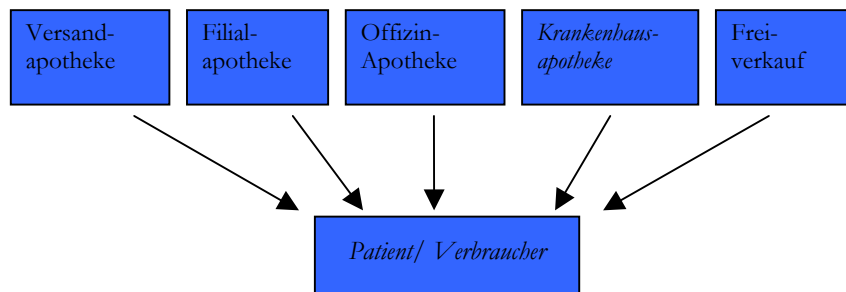 Versand-
apotheke
Filial-
apotheke
Offizin-
Apotheke
Krankenhaus-
apotheke
Frei-
verkauf
Patient/ Verbraucher